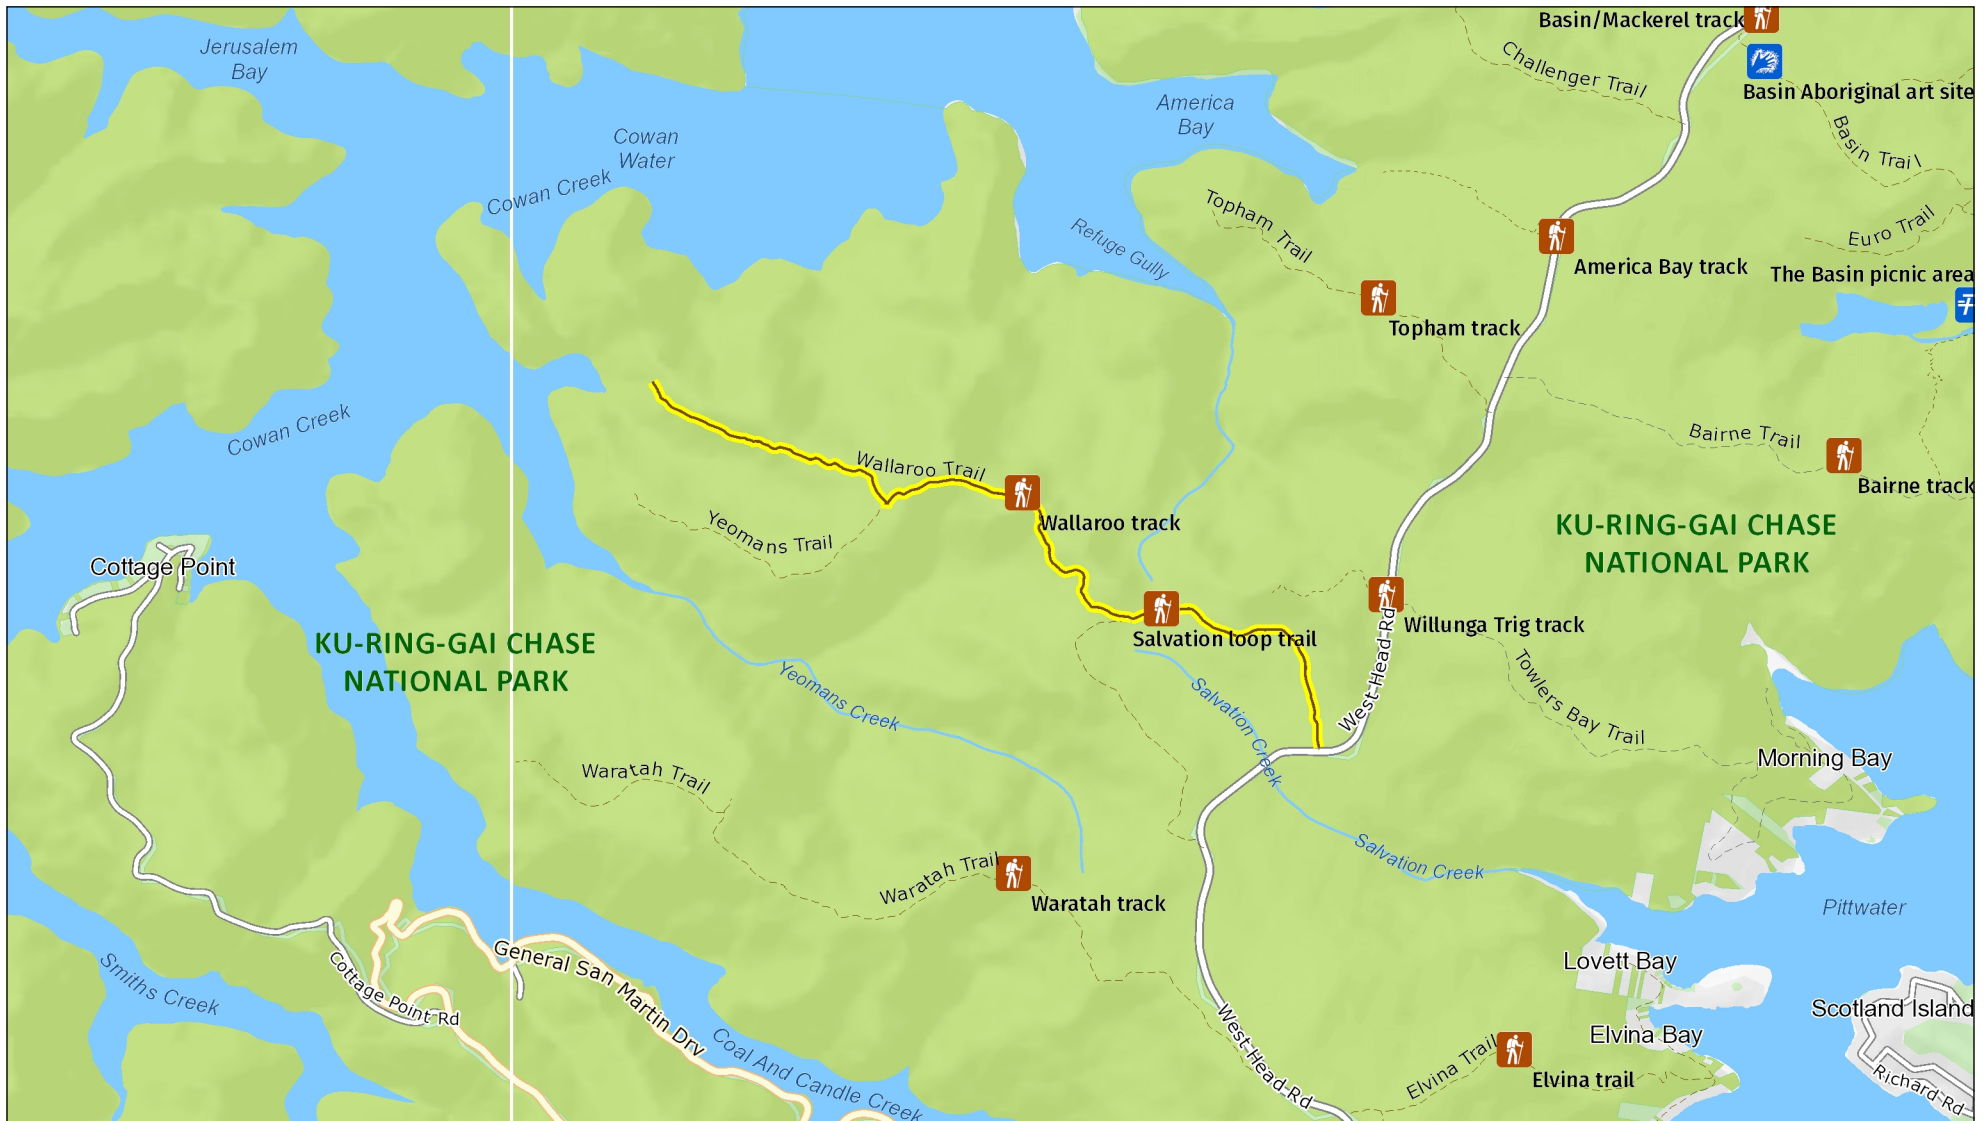 Basin/Mackerel track
Jerusalem
Bay
Challenger Trail
Basin Aboriginal art site
America
Bay
Cowan
Water
Basin Trail
Cowan Creek
Topham Trail
Refuge Gully
Euro Trail
America Bay track
The Basin picnic area
Topham track
Cowan Creek
Bairne Trail
Wallaroo Trail
Bairne track
Wallaroo track
Yeomans Trail
KU-RING-GAI CHASE
NATIONAL PARK
Cottage Point
Willunga Trig track
Salvation loop trail
KU-RING-GAI CHASE
NATIONAL PARK
West Head Rd
Towlers Bay Trail
Yeomans Creek
Salvation Creek
Morning Bay
Waratah Trail
Salvation Creek
Waratah Trail
Waratah track
Pittwater
General San Martin Drv
Lovett Bay
Smiths Creek
Cottage Point Rd
Scotland Island
West Head Rd
Elvina Bay
Coal And Candle Creek
Elvina Trail
Elvina trail
Richard Rd